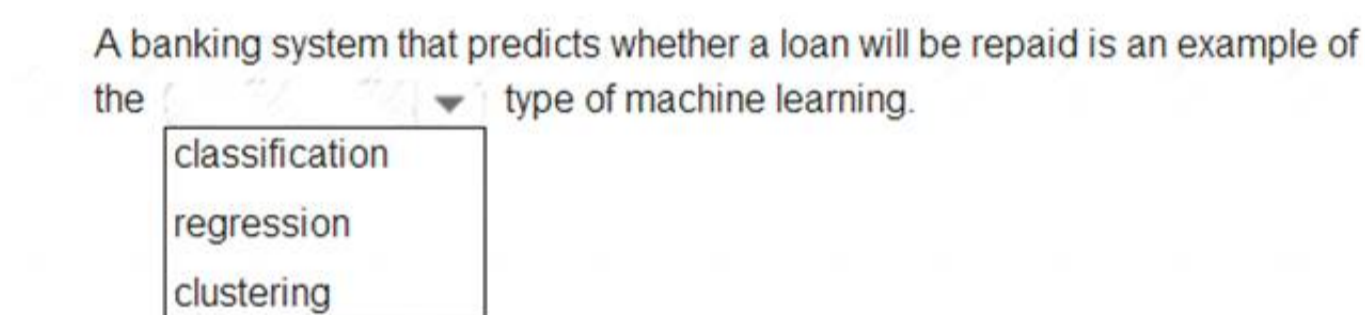 A banking system that predicts whether a loan will be repaid is an example of
the type of machine learning.
classification
regression
clustering